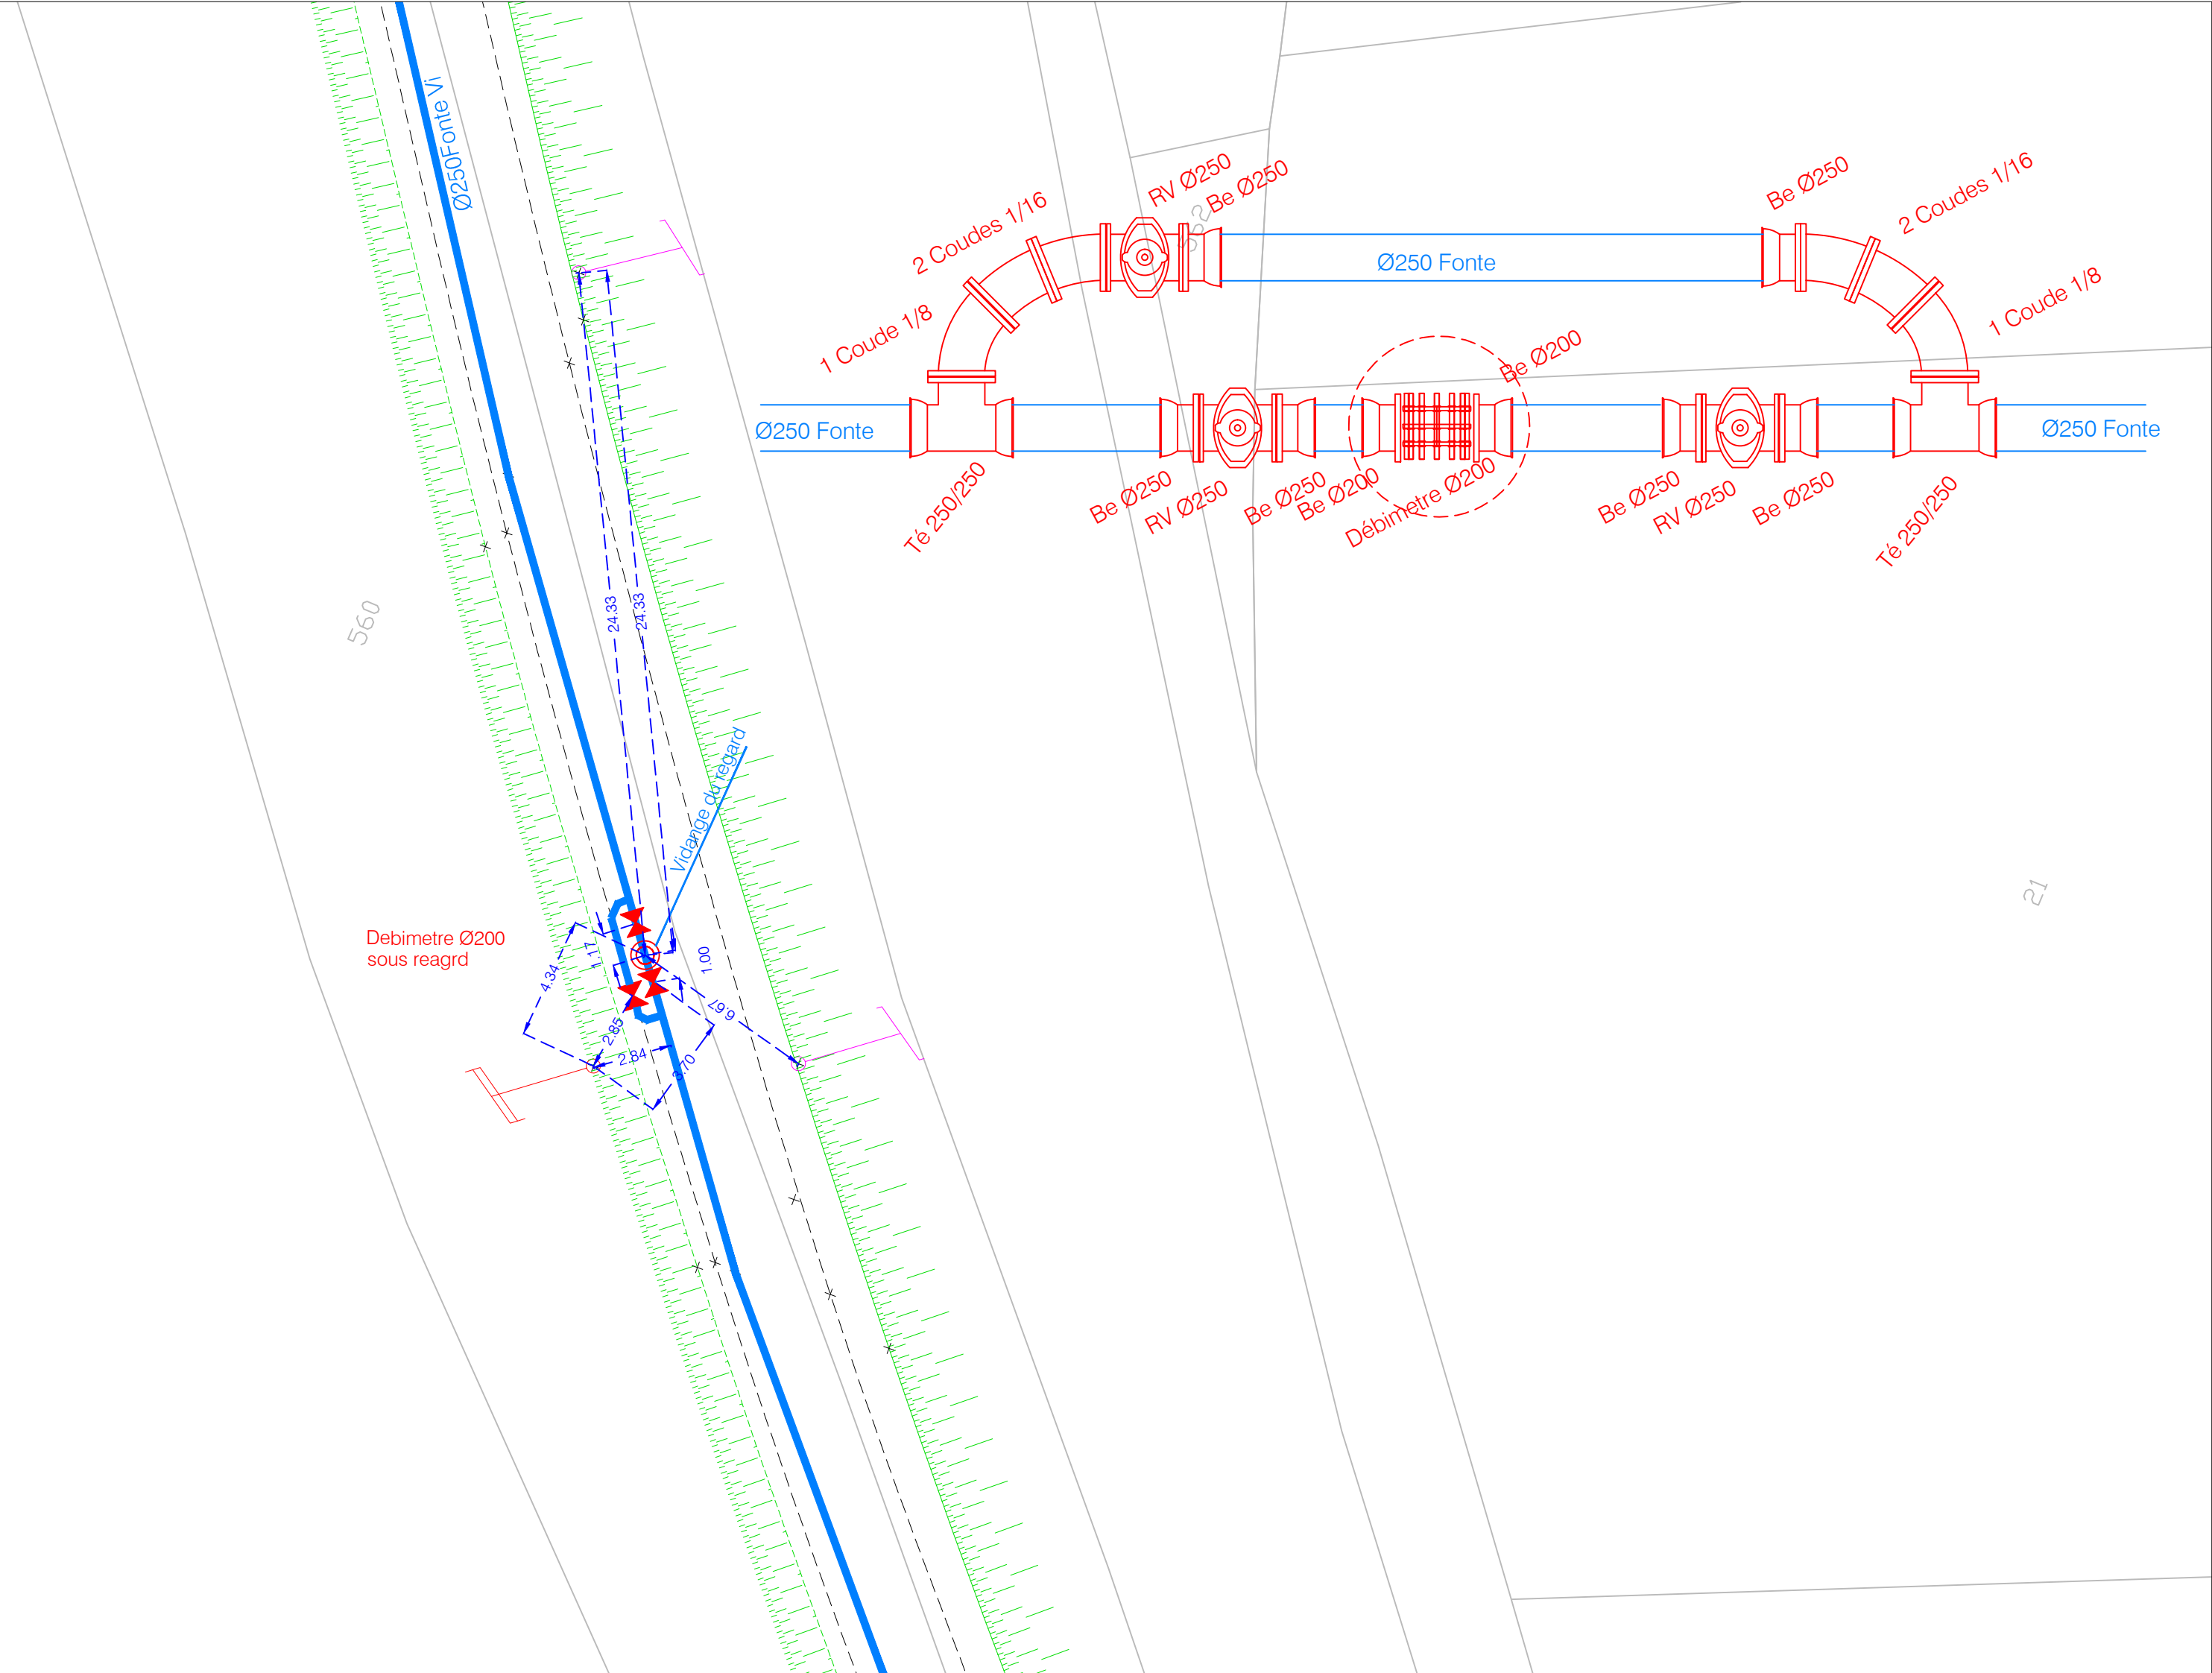 Ø250Fonte Vi
RV Ø250
Be Ø250
Be Ø250
2 Coudes 1/16
2 Coudes 1/16
Ø250 Fonte
1 Coude 1/8
1 Coude 1/8
Be Ø200
Ø250 Fonte
Ø250 Fonte
Té 250/250
Be Ø250
RV Ø250
Be Ø250
Be Ø200
Débimetre Ø200
Be Ø250
RV Ø250
Be Ø250
Té 250/250
560
24.33
24.33
Vidange du regard
21
Debimetre Ø200
sous reagrd
4.34
1.17
1.00
6.67
2.85
2.84
3.70